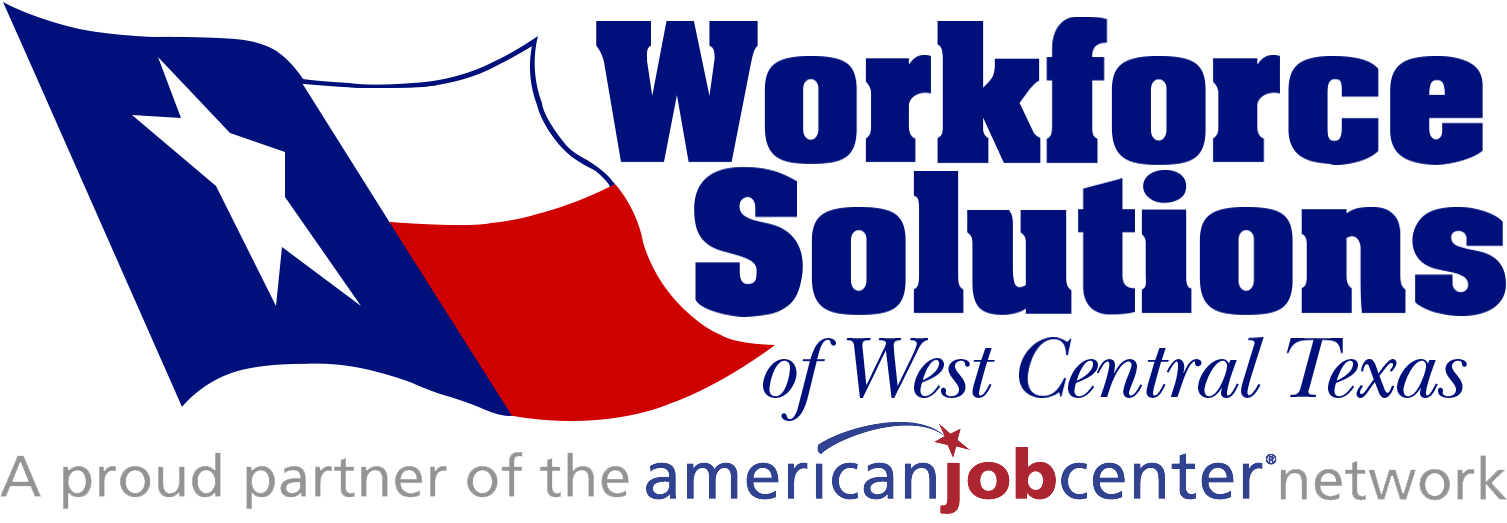 Workforce
Solutions
of West Central Texas
A proud partner of the americanjobcenter® network